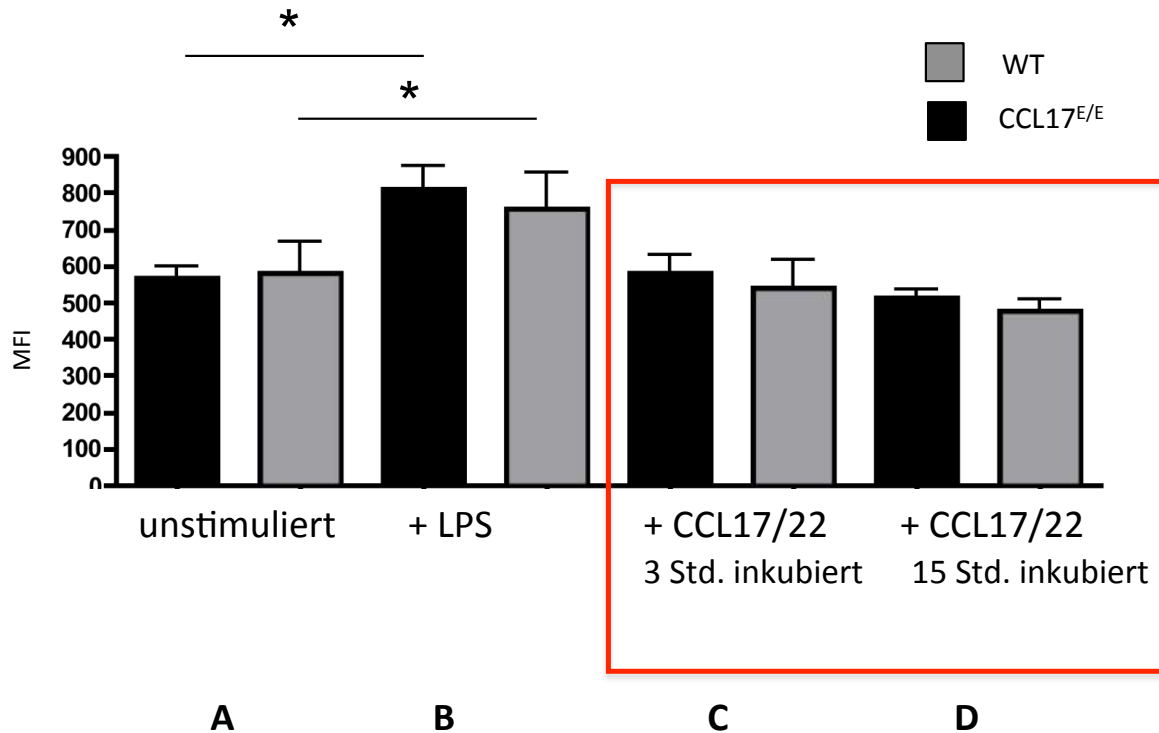 *
*
WT
CCL17E/E
900
800
700
600
500
400
300
200
100
0
MFI
unstimuliert + LPS + CCL17/22 + CCL17/22
3 Std. inkubiert 15 Std. inkubiert
A B C D